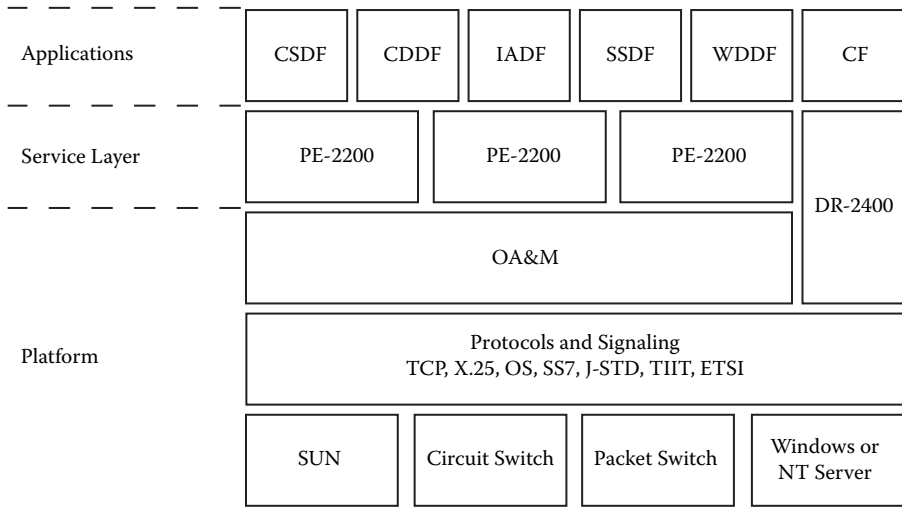 Applications
CSDF
CDDF
IADF
SSDF
WDDF
CF
Service Layer
PE-2200
PE-2200
PE-2200
DR-2400
OA&M
Platform
Protocols and Signaling
TCP, X.25, OS, SS7, J-STD, TIIT, ETSI
SUN
Circuit Switch
Packet Switch
Windows or
NT Server